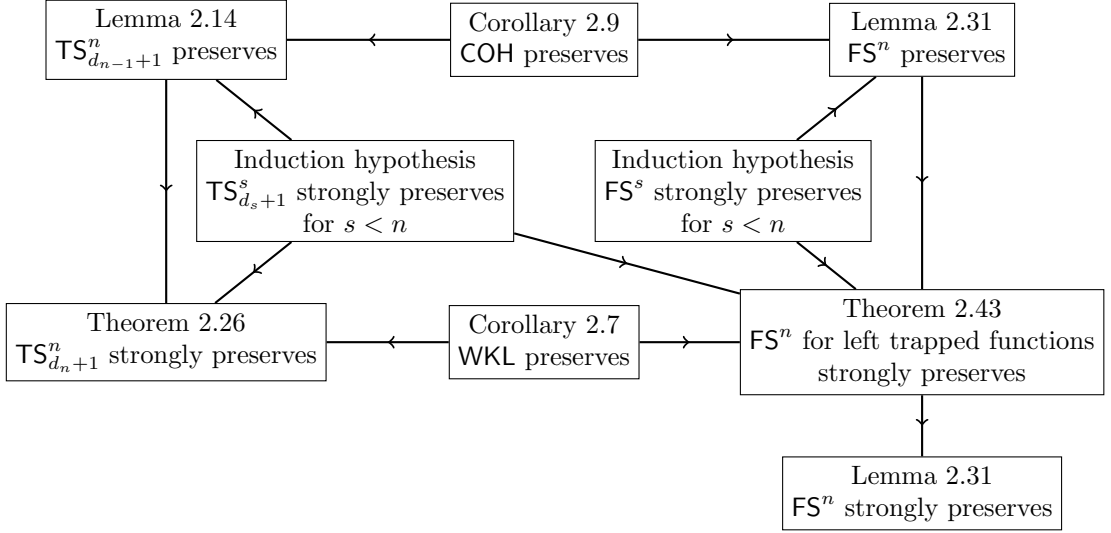 Lemma 2.14
TS^n_{d_{n−1}+1} preserves
Corollary 2.9
COH preserves
Lemma 2.31
FS^n preserves
Induction hypothesis
TS^s_{d_s+1} strongly preserves
for s < n
Induction hypothesis
FS^s strongly preserves
for s < n
Theorem 2.26
TS^n_{d_n+1} strongly preserves
Corollary 2.7
WKL preserves
Theorem 2.43
FS^n for left trapped functions
strongly preserves
Lemma 2.31
FS^n strongly preserves